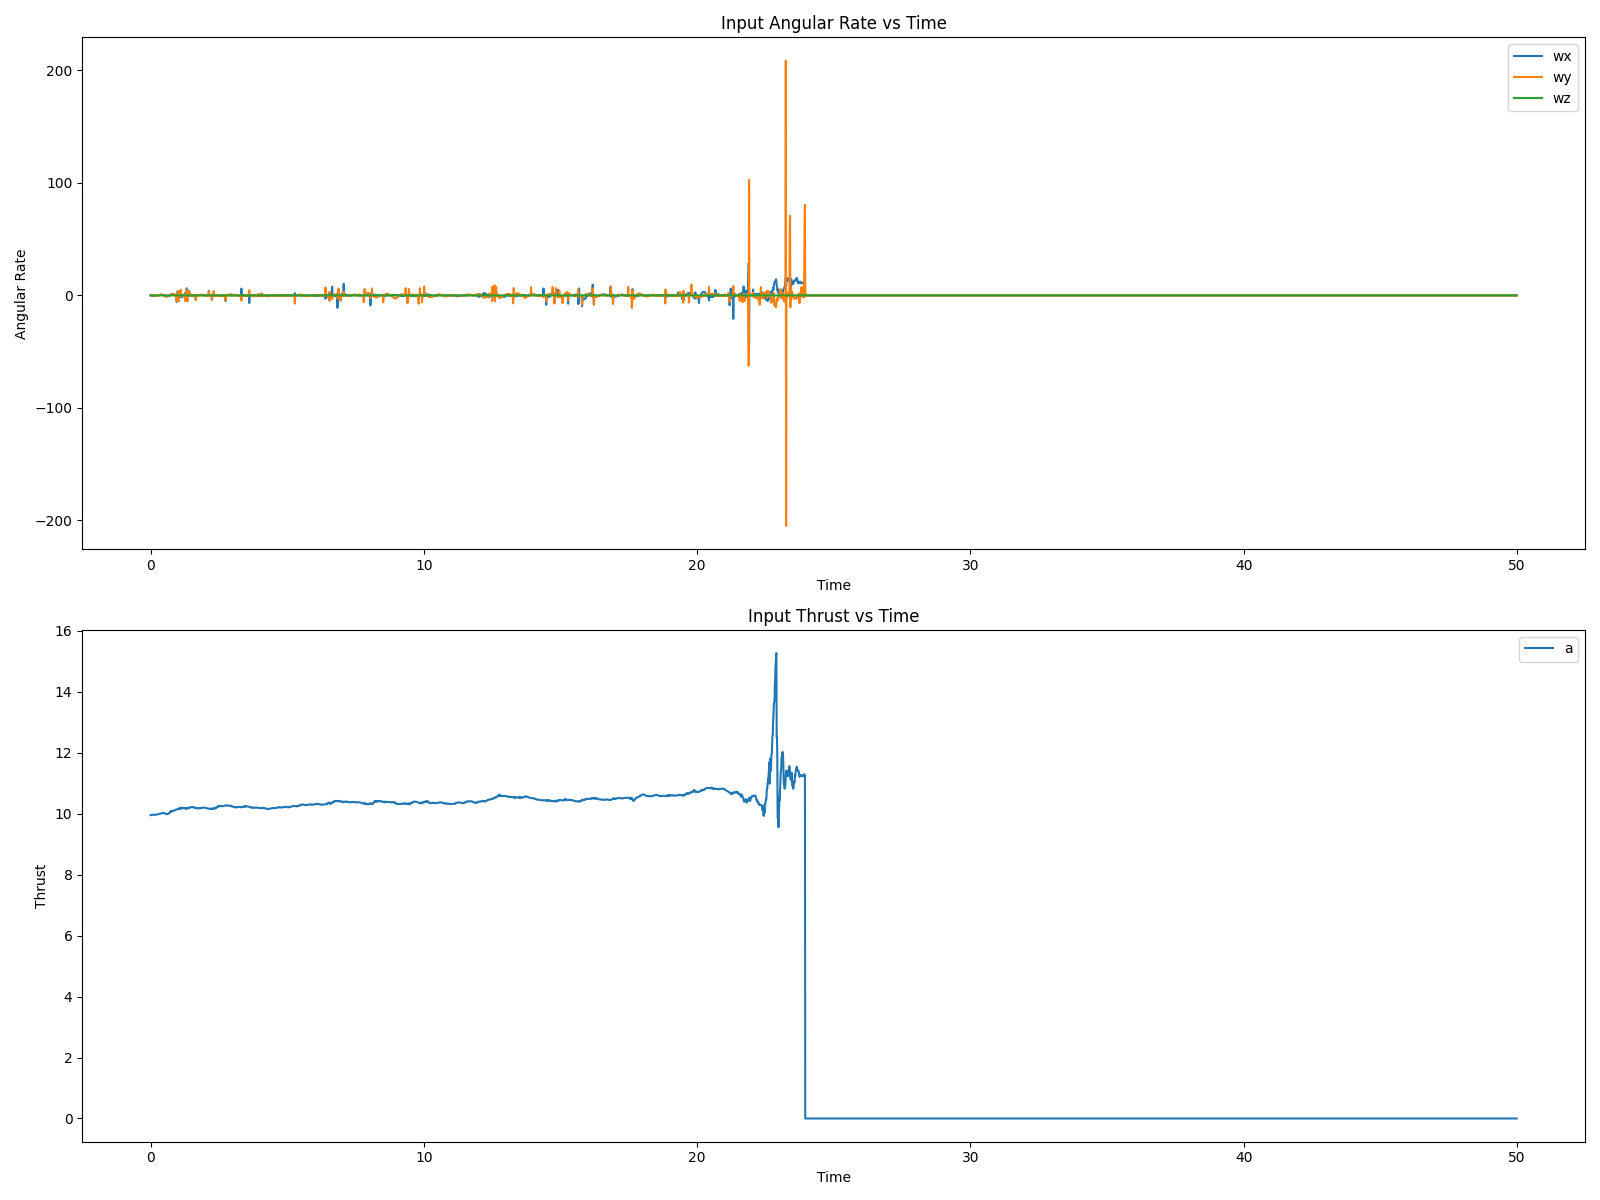 Input Angular Rate vs Time
200
100
0
−100
−200
Angular Rate
wx
wy
wz
0 10 20 30 40 50
Time
Input Thrust vs Time
16
14
12
10
8
6
4
2
0
Thrust
a
0 10 20 30 40 50
Time